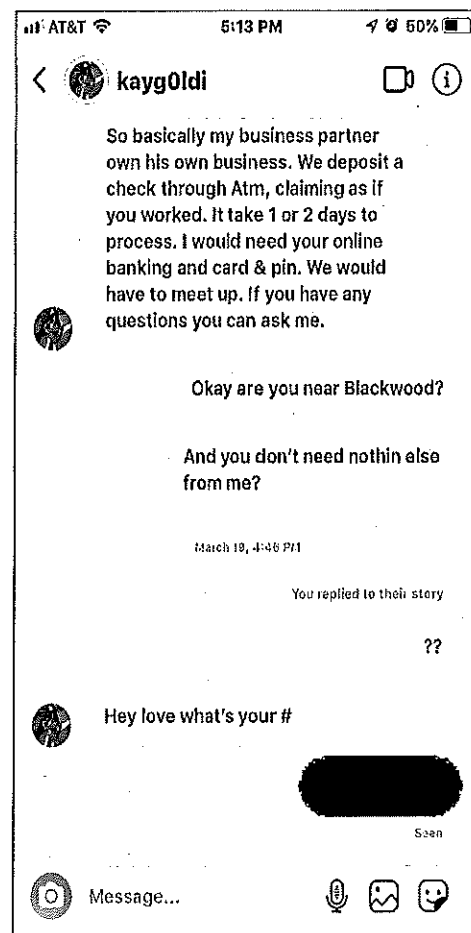 AT&T 5:13 PM 50%
kayg0ldi
So basically my business partner
own his own business. We deposit a
check through Atm, claiming as if
you worked. It take 1 or 2 days to
process. I would need your online
banking and card & pin. We would
have to meet up. If you have any
questions you can ask me.
Okay are you near Blackwood?
And you don't need nothin else
from me?
March 19, 4:46 PM
You replied to their story
??
Hey love what's your #
Seen
Message...